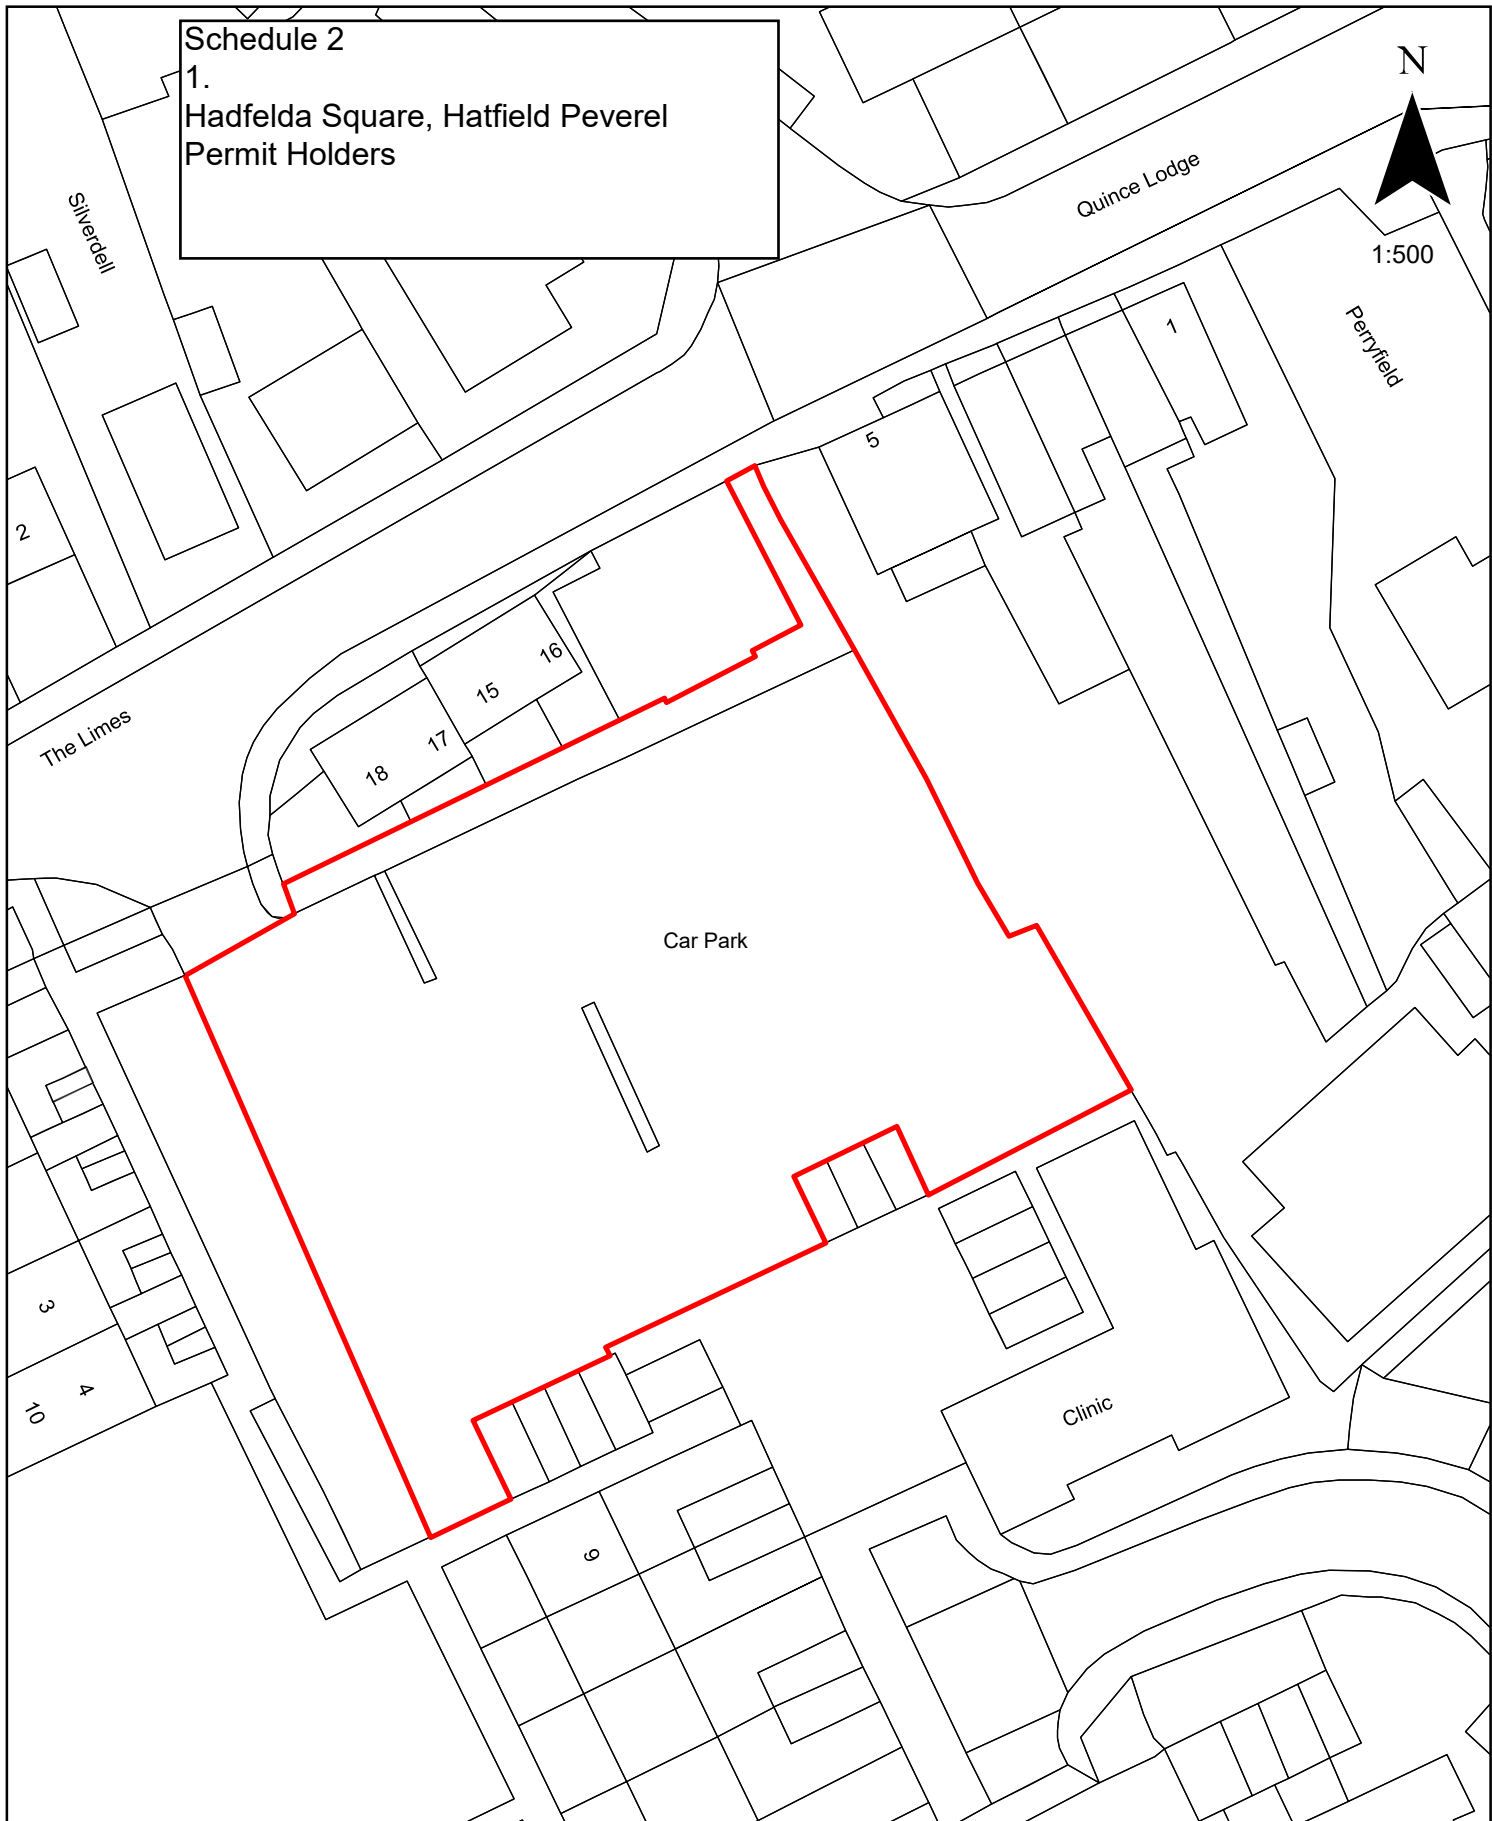 Schedule 2
1.
Hadfelda Square, Hatfield Peverel
Permit Holders
N
1:500
Quince Lodge
Silverdell
Perryfield
1
5
2
16
15
17
18
The Limes
Car Park
3
4
10
Clinic
9